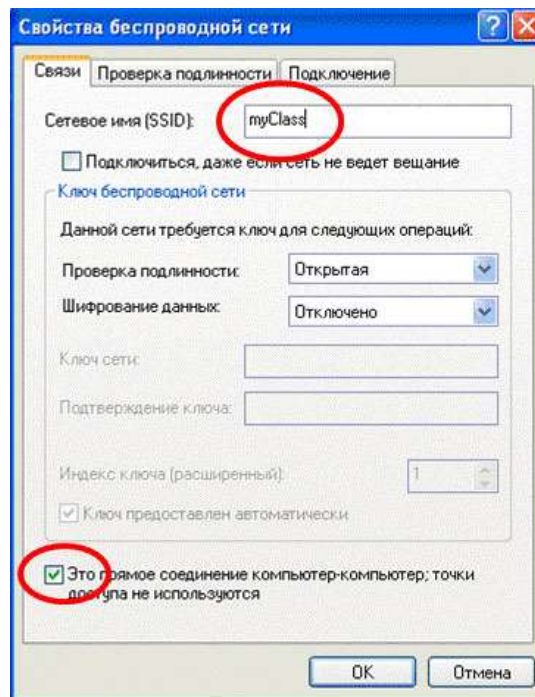 Свойства беспроводной сети
Связи Проверка подлинности Подключение
Сетевое имя (SSID): myClass
Подключиться, даже если сеть не ведет вещание
Ключ беспроводной сети
Данной сети требуется ключ для следующих операций:
Проверка подлинности: Открытая
Шифрование данных: Отключено
Ключ сети:
Подтверждение ключа:
Индекс ключа (расширенный): 1
Ключ предоставлен автоматически
Это прямое соединение компьютер-компьютер; точки
доступа не используются
OK Отмена